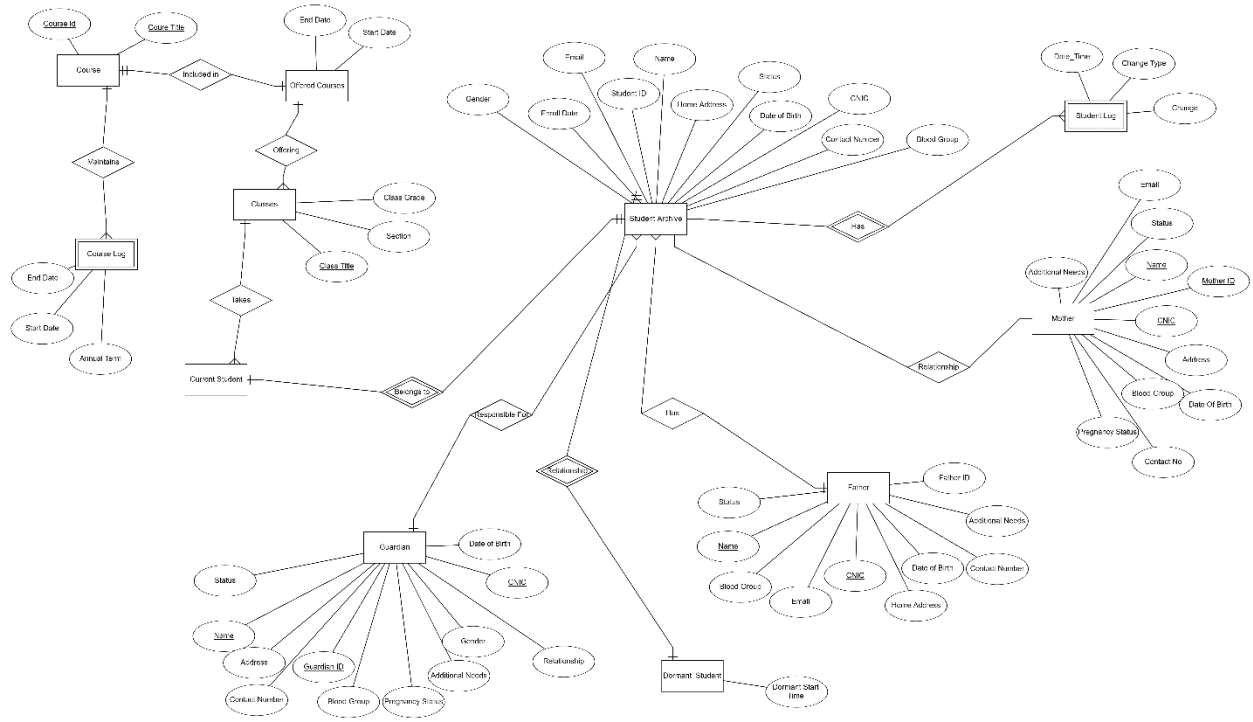 Course Id
Coure Title
Course
Included in
End Date
Start Date
Offered Courses
Maintains
Offering
Classes
Class Grade
Section
Class Title
Course Log
End Date
Start Date
Annual Term
Takes
Current Student
Belongs to
Gender
Email
Enroll Date
Student ID
Name
Home Address
Status
Date of Birth
CNIC
Contact Number
Blood Group
Student Archive
Has
Date_Time
Change Type
Change
Student Log
Email
Status
Additional Needs
Name
Mother ID
Mother
CNIC
Address
Blood Group
Date Of Birth
Pregnancy Status
Contact No
Relationship
Responsible For
Has
Relationship
Father
Father ID
Status
Additional Needs
Name
Blood Group
Email
CNIC
Date of Birth
Contact Number
Home Address
Guardian
Date of Birth
Status
CNIC
Name
Address
Contact Number
Guardian ID
Blood Group
Pregnancy Status
Additional Needs
Gender
Relationship
Dormant Student
Dormant Start
Time